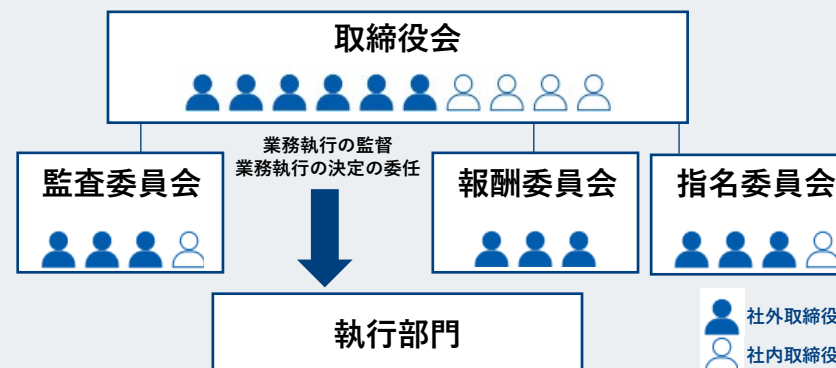 取締役会
業務執行の監督
業務執行の決定の委任
監査委員会
報酬委員会
指名委員会
執行部門
社外取締役
社内取締役